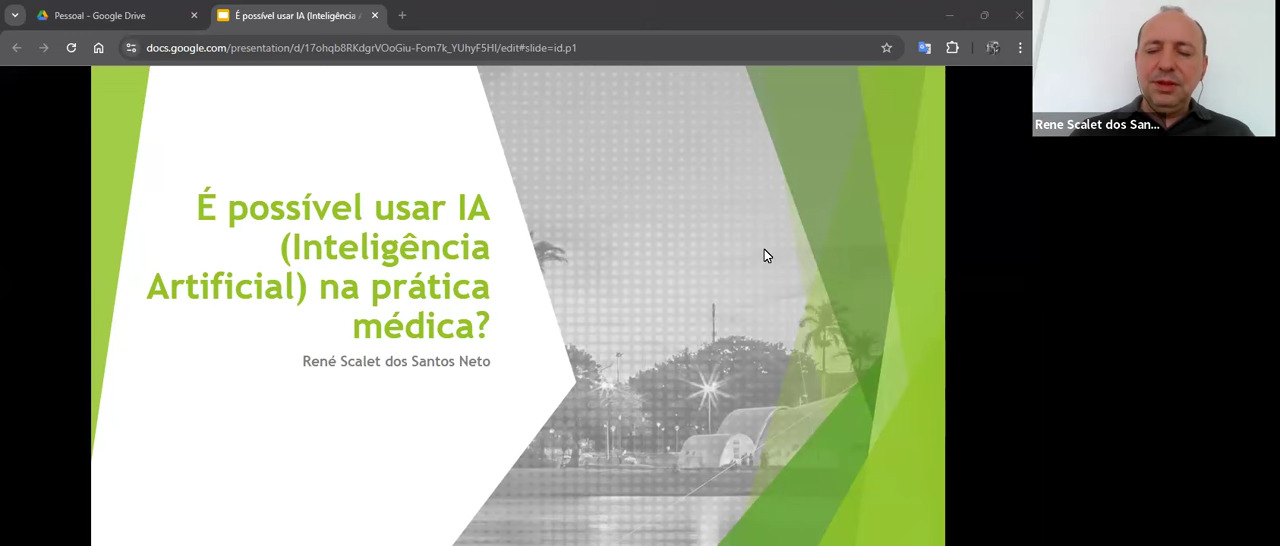 Pessoal - Google Drive
É possível usar IA (Inteligência A
docs.google.com/presentation/d/17ohqb8RKdgrVOoGiu-Fom7k_YUhyF5HI/edit#slide=id.p1
Rene Scalet dos San...
É possível usar IA
(Inteligência
Artificial) na prática
médica?
René Scalet dos Santos Neto